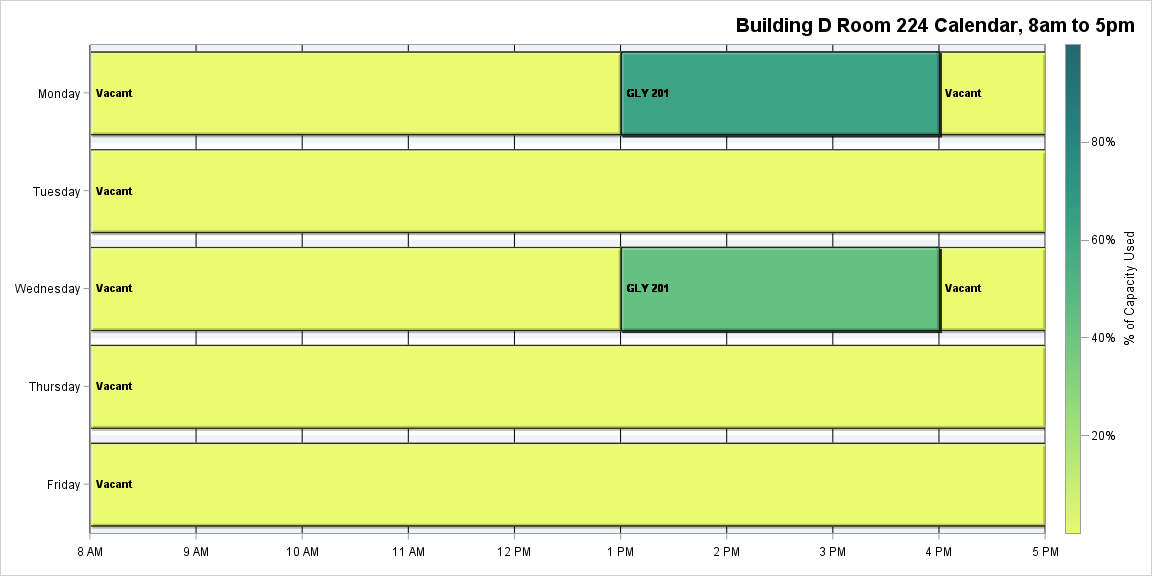 Building D Room 224 Calendar, 8am to 5pm
Monday
Vacant
GLY 201
Vacant
Tuesday
Vacant
Wednesday
Vacant
GLY 201
Vacant
Thursday
Vacant
Friday
Vacant
8 AM
9 AM
10 AM
11 AM
12 PM
1 PM
2 PM
3 PM
4 PM
5 PM
80%
60%
40%
20%
% of Capacity Used